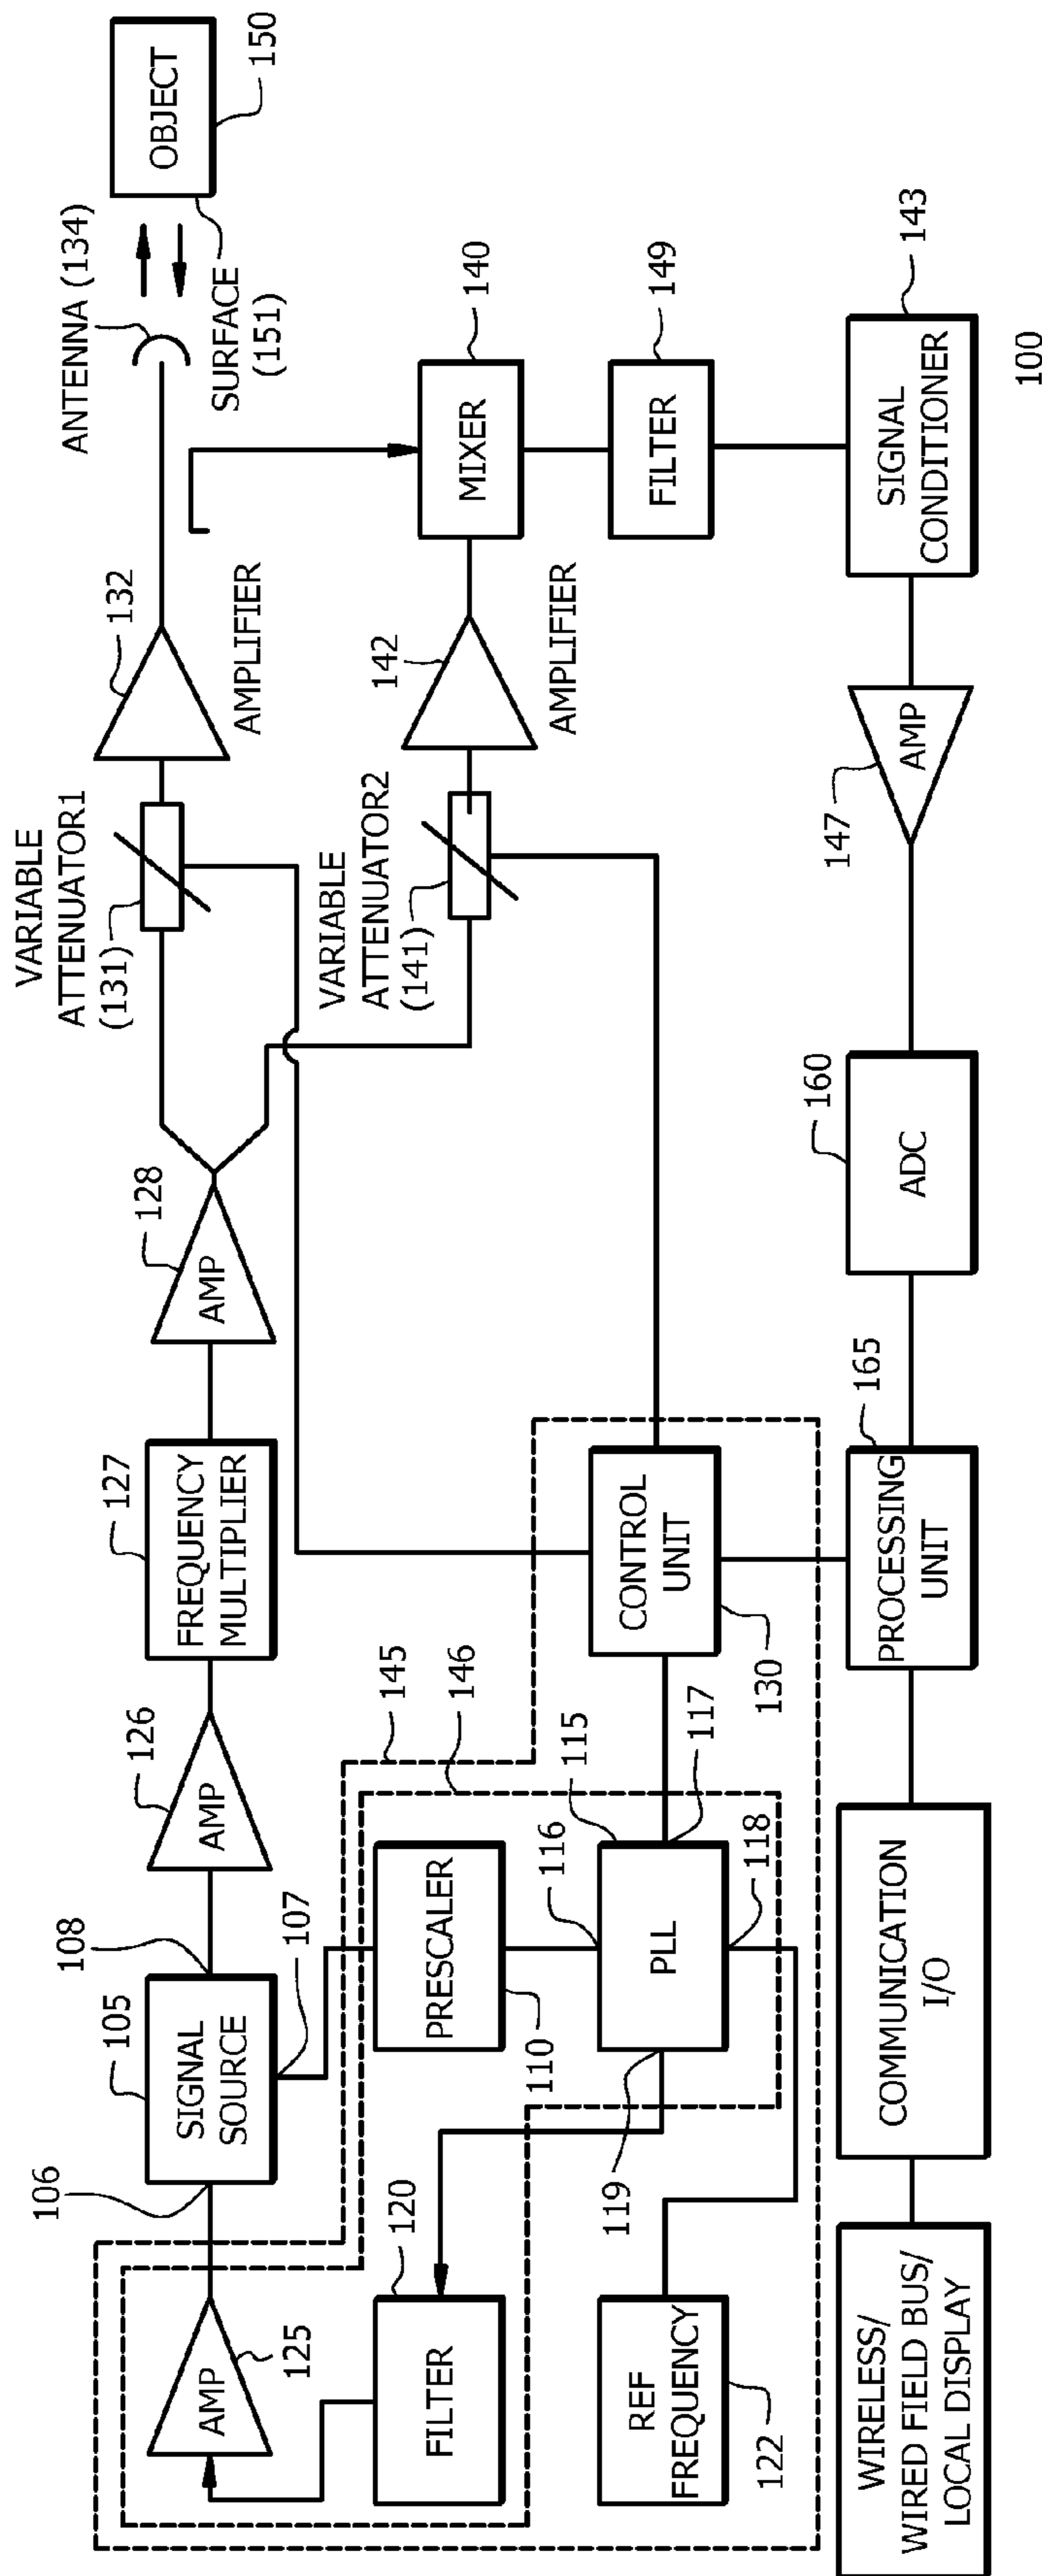 VARIABLE
ATTENUATOR1
(131)
132
AMPLIFIER
ANTENNA (134)
OBJECT
150
SURFACE
(151)
105
SIGNAL
SOURCE
106
107
108
126
AMP
127
FREQUENCY
MULTIPLIER
128
AMP
AMP
125
VARIABLE
ATTENUATOR2
(141)
142
AMPLIFIER
MIXER
140
FILTER
149
145
146
120
FILTER
PRESCALER
110
REF
FREQUENCY
122
116
115
PLL
117
118
119
CONTROL
UNIT
130
SIGNAL
CONDITIONER
143
AMP
147
ADC
160
PROCESSING
UNIT
165
COMMUNICATION
I/O
WIRELESS/
WIRED FIELD BUS/
LOCAL DISPLAY
100